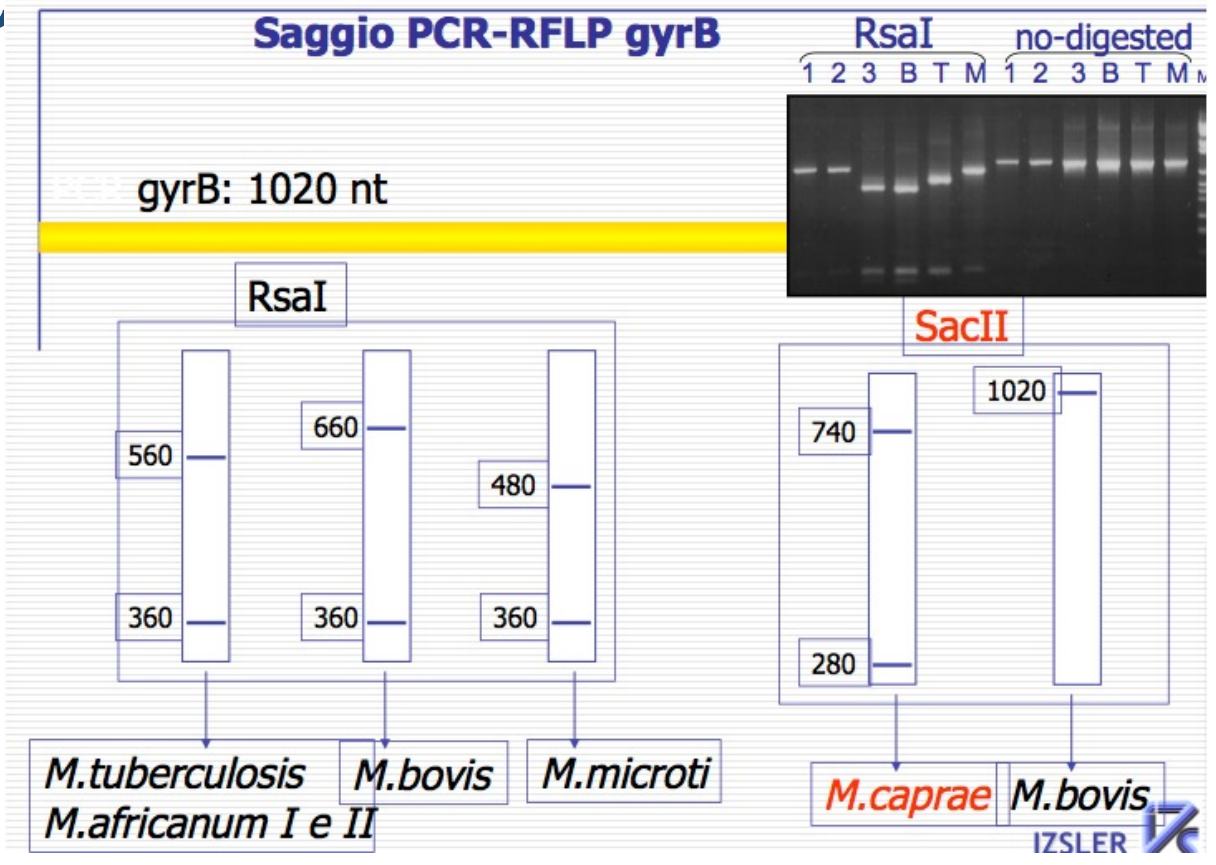 Saggio PCR-RFLP gyrB
RsaI no-digested
1 2 3 B T M 1 2 3 B T M M
PCR gyrB: 1020 nt
RsaI
SacII
560
360
660
360
480
360
740
280
1020
M.tuberculosis
M.africanum I e II
M.bovis
M.microti
M.caprae
M.bovis
IZSLER